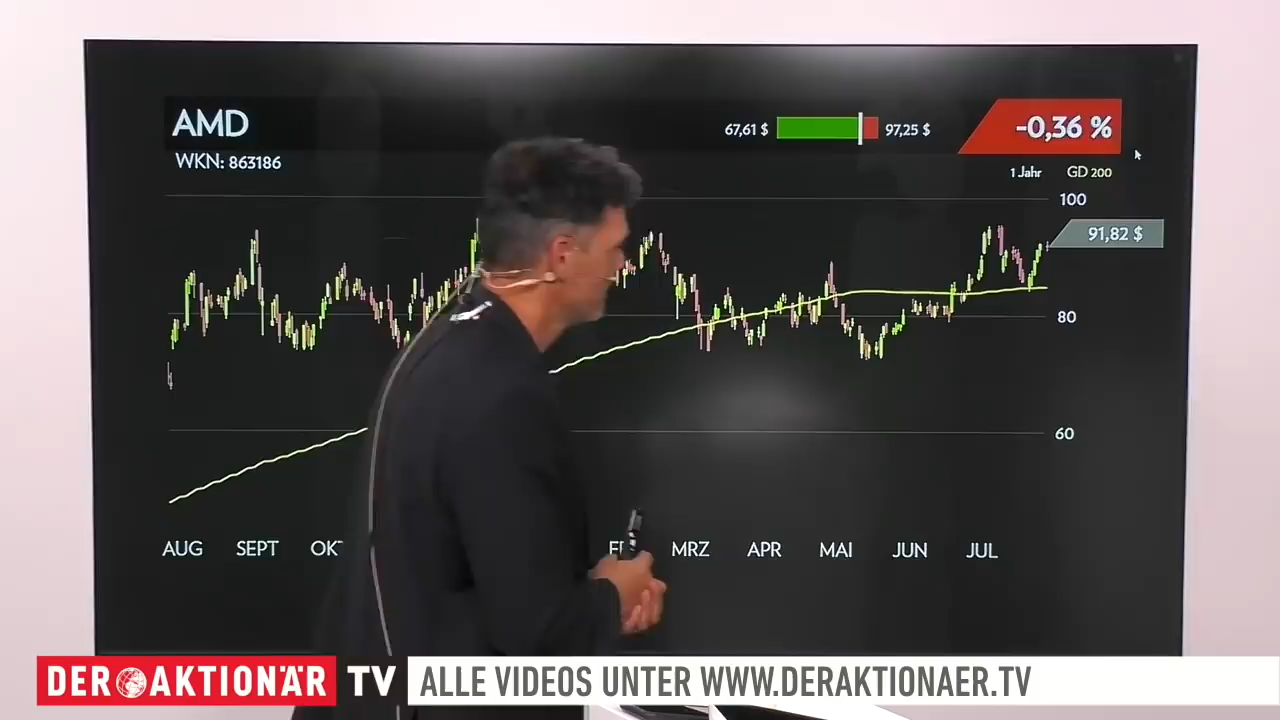 AMD
WKN: 863186
67,61 $
97,25 $
-0,36 %
1 Jahr GD 200
100
91,82 $
80
60
AUG SEPT MRZ APR MAI JUN JUL
DER AKTIONÄR TV
ALLE VIDEOS UNTER WWW.DERAKTIONAER.TV